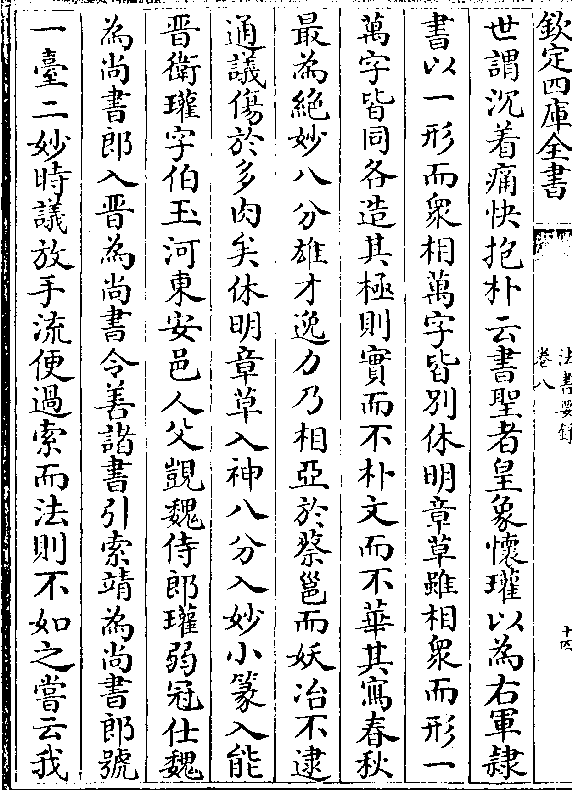 欽定四庫全書
法書要錄
卷八
十四
世謂沈着痛快抱朴云書聖者皇象懷瓘以為右軍隸
書以一形而衆相萬字皆別休明章草雖相衆而形一
萬字皆同各造其極則實而不朴文而不華其寫春秋
最為絶妙八分雄才逸力乃相亞於蔡邕而妖冶不逮
通議傷於多肉矣休明章草入神八分入妙小篆入能
晋衛瓘字伯玉河東安邑人父覬魏侍郎瓘弱冠仕魏
為尚書郎入晋為尚書令善諧書引索靖為尚書郎號
一臺二妙時議放手流便過索而法則不如之嘗云我